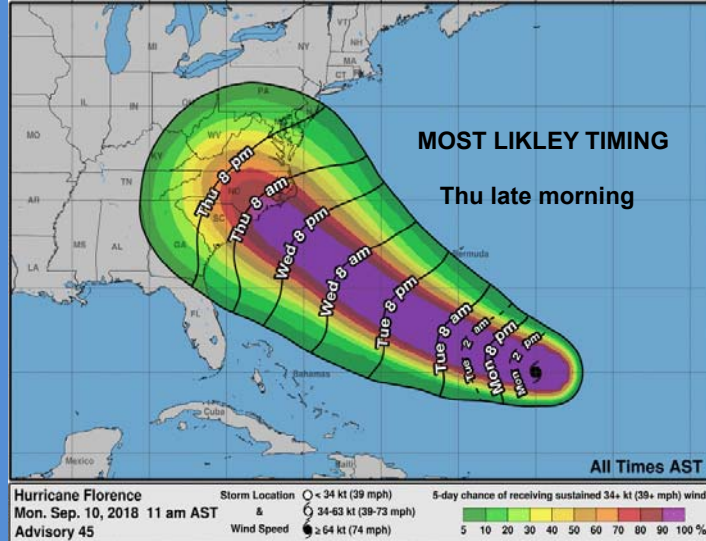 MI
NY
VT
NH
MA
CT
RI
IA
IL
IN
OH
PA
NJ
MO
WV
KY
MOST LIKLEY TIMING
TN
Thu 8 pm
Thu 8 am
NC
Thu late morning
AR
SC
Wed 8 pm
MS
AL
GA
Wed 8 am
Bermuda
LA
Tue 8 pm
FL
Tue 8 am
Tue 2 am
Mon 8 pm
Mon 2 pm
Bahamas
Cuba
Mexico
Haiti
All Times AST
Hurricane Florence
Mon. Sep. 10, 2018 11 am AST
Advisory 45
Storm Location
&
Wind Speed
< 34 kt (39 mph)
34-63 kt (39-73 mph)
≥ 64 kt (74 mph)
5-day chance of receiving sustained 34+ kt (39+ mph) wind
5 10 20 30 40 50 60 70 80 90 100 %